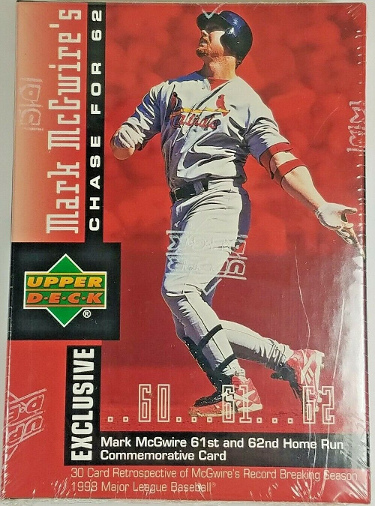 Mark McGwire's
CHASE FOR 62
Cardinals
UPPER
D·E·C·K
®
EXCLUSIVE
..60...61...62
Mark McGwire 61st and 62nd Home Run
Commemorative Card
30 Card Retrospective of McGwire's Record Breaking Season
1998 Major League Baseball